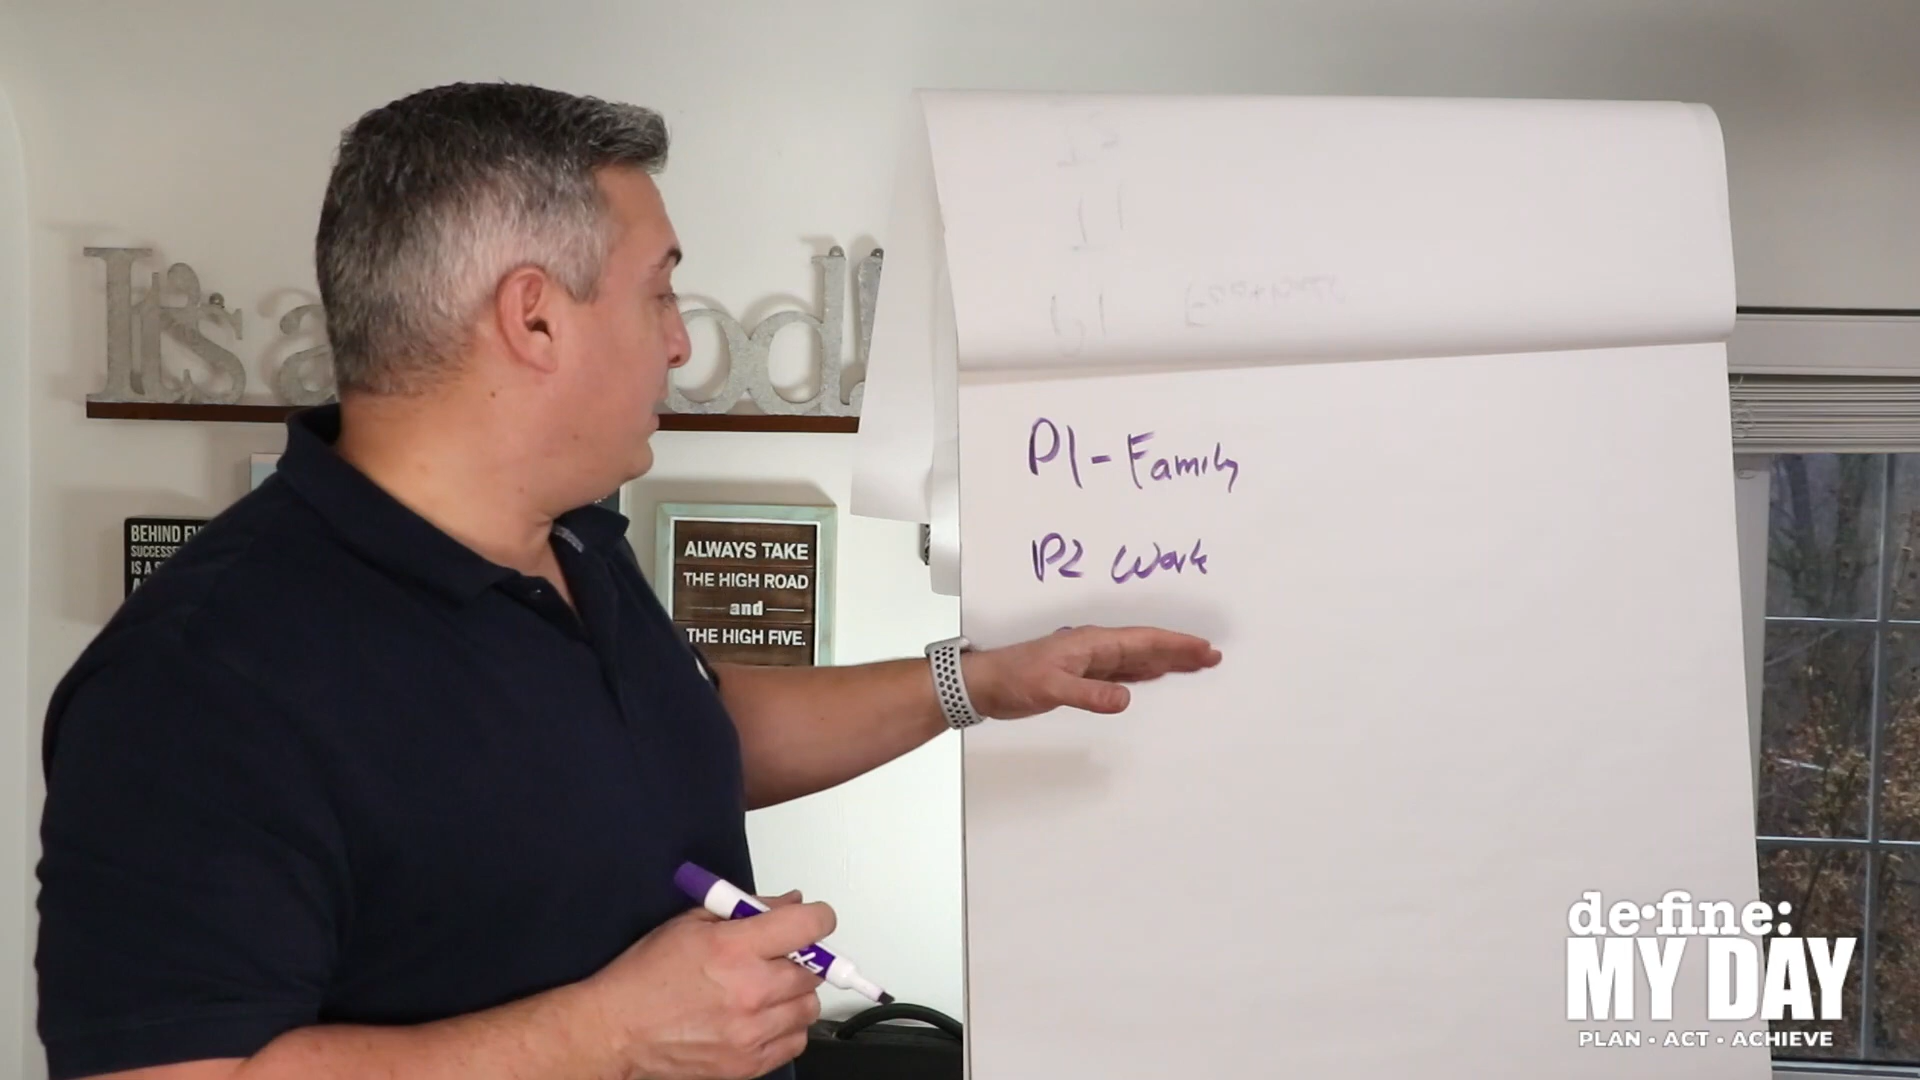 It's a
od!
BEHIND EV
SUCCESS
IS A S
ALWAYS TAKE
THE HIGH ROAD
and
THE HIGH FIVE.
P1-Family
P2 Work
de•fine:
MY DAY
PLAN • ACT • ACHIEVE